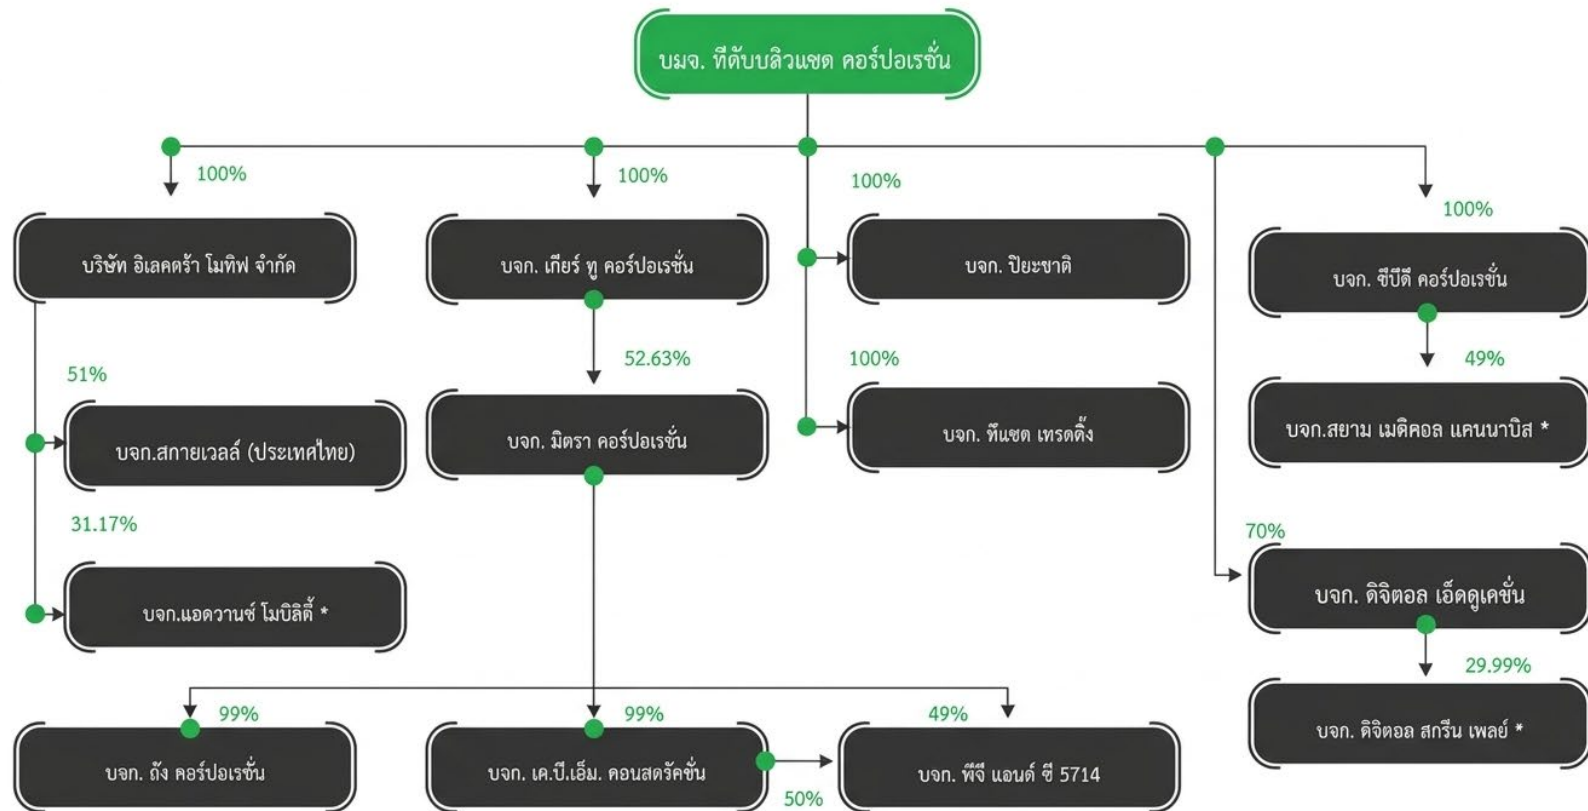 บมจ. ทีดับบลิวแซด คอร์ปอเรชั่น
100%
100%
100%
100%
บริษัท อิเลคตร้า โมทิฟ จำกัด
บจก. เกียร์ ทู คอร์ปอเรชั่น
บจก. ปิยะชาติ
บจก. ซีบีดี คอร์ปอเรชั่น
51%
52.63%
100%
49%
บจก.สกายเวลล์ (ประเทศไทย)
บจก. มิตรา คอร์ปอเรชั่น
บจก. ทีแซต เทรดดิ้ง
บจก.สยาม เมดิคอล แคนนาบิส *
31.17%
70%
บจก.แอดวานซ์ โมบิลิตี้ *
บจก. ดิจิตอล เอ็ดดูเคชั่น
29.99%
99%
99%
49%
บจก. ดิจิตอล สกรีน เพลย์ *
บจก. ถัง คอร์ปอเรชั่น
บจก. เค.ปี.เอ็ม. คอนสตรัคชั่น
บจก. พีจี แอนด์ ซี 5714
50%